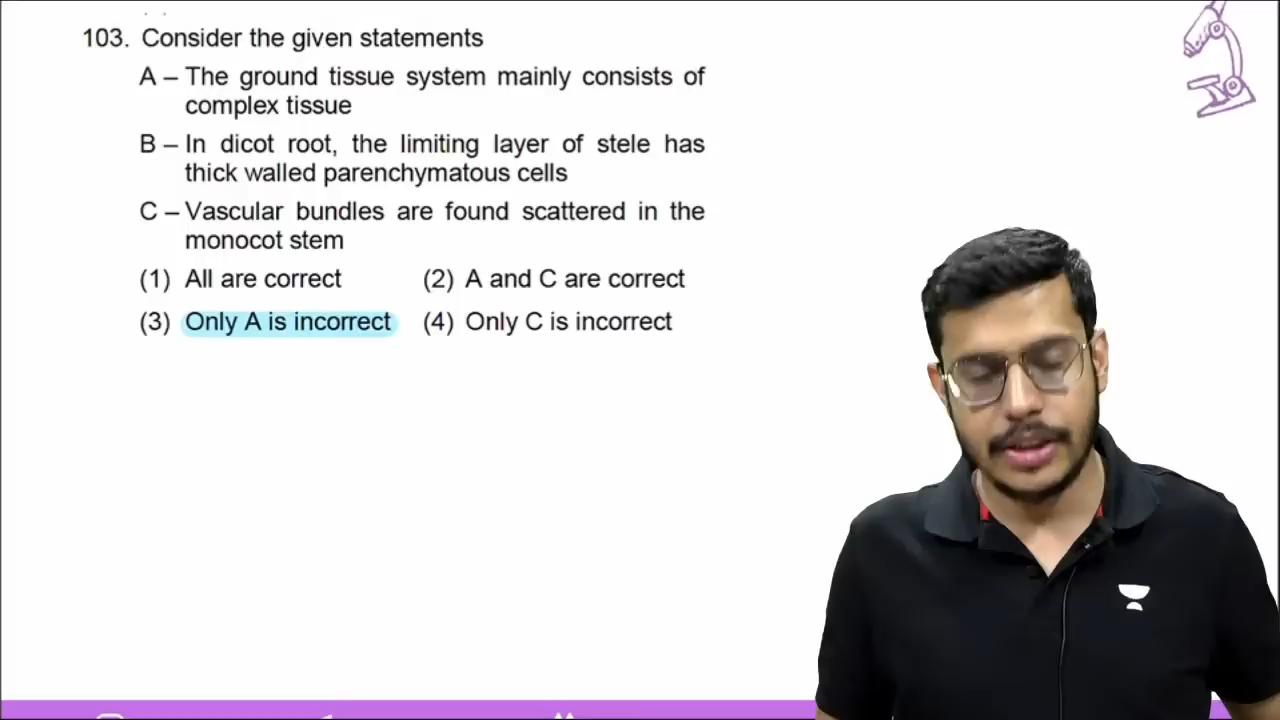 103. Consider the given statements
A – The ground tissue system mainly consists of
complex tissue
B – In dicot root, the limiting layer of stele has
thick walled parenchymatous cells
C – Vascular bundles are found scattered in the
monocot stem
(1) All are correct (2) A and C are correct
(3) Only A is incorrect (4) Only C is incorrect